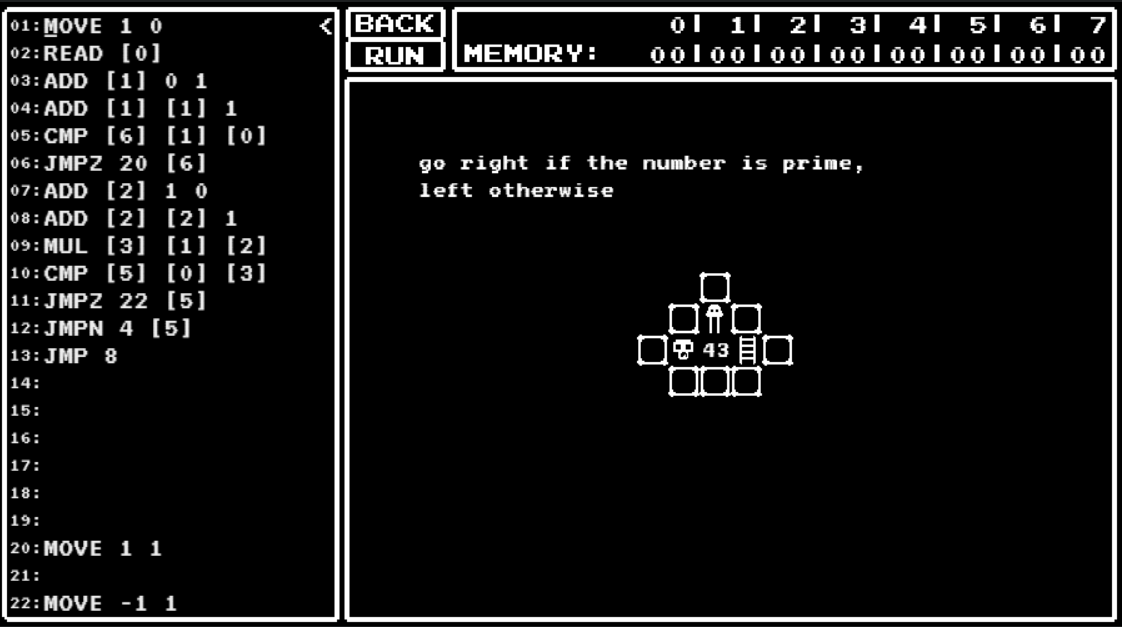 01:MOVE 1 0 <
02:READ [0]
03:ADD [1] 0 1
04:ADD [1] [1] 1
05:CMP [6] [1] [0]
06:JMPZ 20 [6]
07:ADD [2] 1 0
08:ADD [2] [2] 1
09:MUL [3] [1] [2]
10:CMP [5] [0] [3]
11:JMPZ 22 [5]
12:JMPN 4 [5]
13:JMP 8
14:
15:
16:
17:
18:
19:
20:MOVE 1 1
21:
22:MOVE -1 1
BACK
RUN
0| 1| 2| 3| 4| 5| 6| 7
MEMORY: 00|00|00|00|00|00|00|00
go right if the number is prime,
left otherwise
43